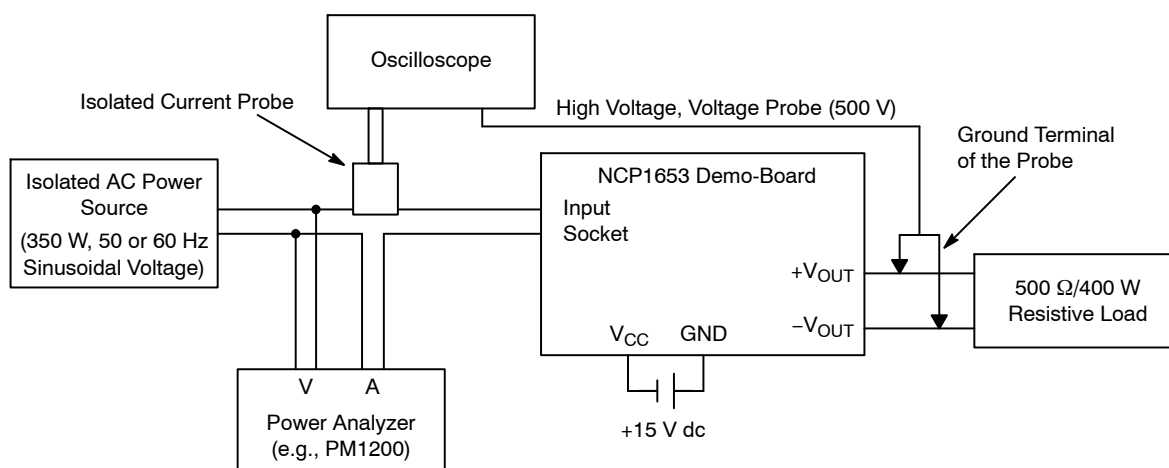 Oscilloscope
Isolated Current Probe
High Voltage, Voltage Probe (500 V)
Ground Terminal
of the Probe
Isolated AC Power
Source
(350 W, 50 or 60 Hz
Sinusoidal Voltage)
NCP1653 Demo-Board
Input
Socket
+VOUT
−VOUT
VCC
GND
500 Ω/400 W
Resistive Load
V
A
Power Analyzer
(e.g., PM1200)
+15 V dc